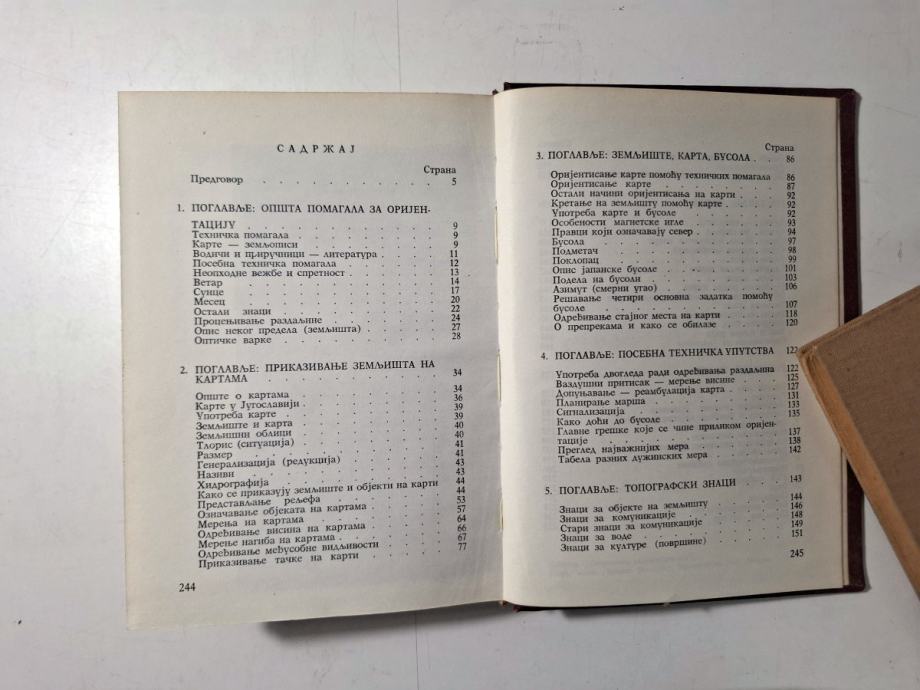 САДРЖАЈ
Страна
Предговор . . . . . . . . . . . 5
1. ПОГЛАВЉЕ: ОПШТА ПОМАГАЛА ЗА ОРИЈЕН-
ТАЦИЈУ . . . . . . . . . . . 9
Техничка помагала . . . . . . . . . 9
Карте — земљописи . . . . . . . . . 9
Водичи и приручници — литература . . . . . 11
Посебна техничка помагала . . . . . . . 12
Неопходне вежбе и спретност . . . . . . 13
Ветар . . . . . . . . . . . . 14
Сунце . . . . . . . . . . . . 17
Месец . . . . . . . . . . . . 20
Остали знаци . . . . . . . . . . 22
Процењивање раздаљине . . . . . . . . 24
Опис неког предела (земљишта) . . . . . . 27
Оптичке варке . . . . . . . . . . 28
2. ПОГЛАВЉЕ: ПРИКАЗИВАЊЕ ЗЕМЉИШТА НА
КАРТАМА . . . . . . . . . . . 34
Опште о картама . . . . . . . . . 34
Карте у Југославији . . . . . . . . 36
Употреба карте . . . . . . . . . . 39
Земљиште и карта . . . . . . . . . 39
Земљишни облици . . . . . . . . . 40
Тлорис (ситуација) . . . . . . . . . 40
Размер . . . . . . . . . . . . 41
Генерализација (редукција) . . . . . . . 41
Називи . . . . . . . . . . . . 43
Хидрографија . . . . . . . . . . 43
Како се приказују земљиште и објекти на карти 44
Представљање рељефа . . . . . . . . 44
Означавање објеката на картама . . . . . . 53
Мерења на картама . . . . . . . . . 57
Одређивање висина на картама . . . . . . 64
Мерење нагиба на картама . . . . . . . 66
Одређивање међусобне видљивости . . . . . 67
Приказивање тачке на карти . . . . . . . 77
244
Страна
3. ПОГЛАВЉЕ: ЗЕМЉИШТЕ, КАРТА, БУСОЛА . . 86
Оријентисање карте помоћу техничких помагала 86
Оријентисање карте . . . . . . . . . 87
Остали начини оријентисања на карти . . . . 92
Кретање на земљишту помоћу карте . . . . . 92
Употреба карте и бусоле . . . . . . . 92
Особености магнетске игле . . . . . . . 93
Правци који означавају север . . . . . . 94
Бусола . . . . . . . . . . . . 97
Подметач . . . . . . . . . . . 98
Поклопац . . . . . . . . . . . 99
Опис јапанске бусоле . . . . . . . . 101
Подела на бусоли . . . . . . . . . 103
Азимут (смерни угао) . . . . . . . . 106
Решавање четири основна задатка помоћу
бусоле . . . . . . . . . . . . 107
Одређивање стајног места на карти . . . . . 118
О препрекама и како се обилазе . . . . . . 120
4. ПОГЛАВЉЕ: ПОСЕБНА ТЕХНИЧКА УПУТСТВА 122
Употреба двогледа ради одређивања раздаљина 122
Ваздушни притисак — мерење висине . . . . 125
Допуњавање — реамбулација карта . . . . . 127
Планирање марша . . . . . . . . . 131
Сигнализација . . . . . . . . . . 133
Како доћи до бусоле . . . . . . . . 135
Главне грешке које се чине приликом оријен-
тације . . . . . . . . . . . . 137
Преглед најважнијих мера . . . . . . . 138
Табела разних дужинских мера . . . . . . 142
5. ПОГЛАВЉЕ: ТОПОГРАФСКИ ЗНАЦИ . . . . 143
Знаци за објекте на земљишту . . . . . . 144
Знаци за комуникације . . . . . . . . 146
Стари знаци за комуникације . . . . . . 148
Знаци за воде . . . . . . . . . . 149
Знаци за културе (површине) . . . . . . 151
245